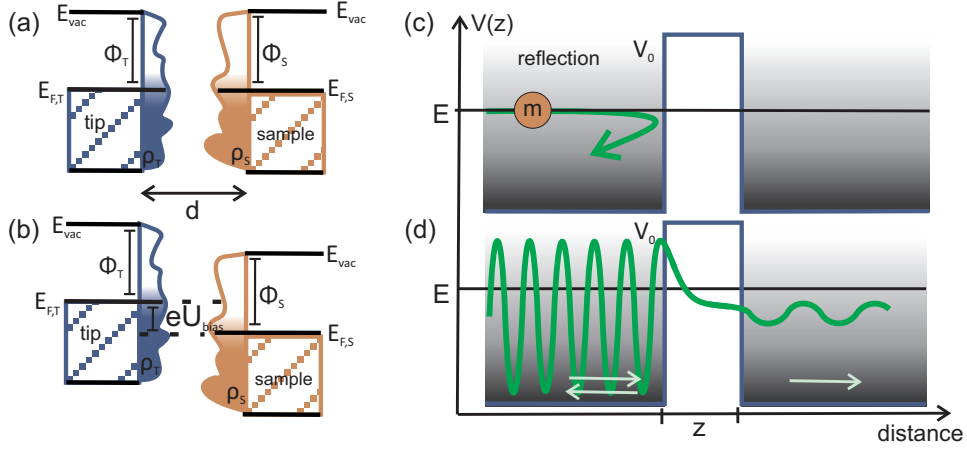 (a)
E_vac
Φ_T
Φ_S
E_F,T
E_F,S
tip
sample
ρ_T
ρ_S
d
(b)
E_vac
E_vac
Φ_T
Φ_S
E_F,T
eU_bias
E_F,S
tip
sample
ρ_T
ρ_S
(c)
V(z)
reflection
V_0
E
m
(d)
V_0
E
z
distance